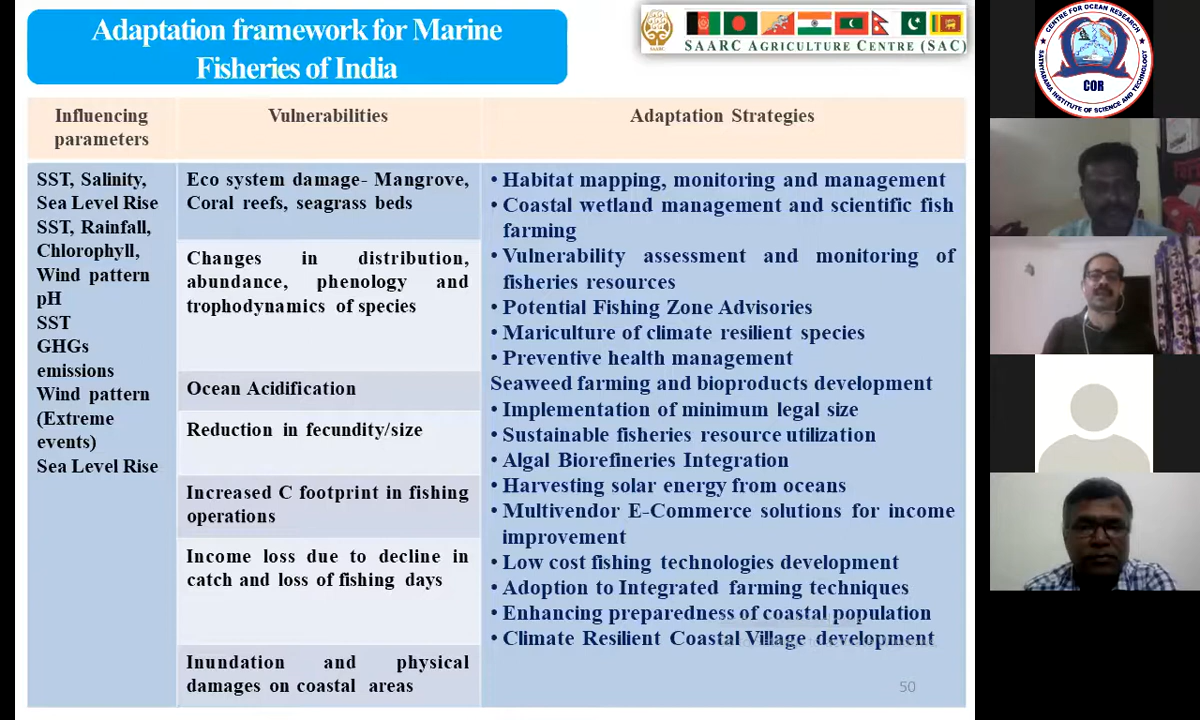 Adaptation framework for Marine
Fisheries of India
SAARC
SAARC AGRICULTURE CENTRE (SAC)
CENTRE FOR OCEAN RESEARCH
COR
SATHYABAMA INSTITUTE OF SCIENCE AND TECHNOLOGY
Influencing
parameters
Vulnerabilities
Adaptation Strategies
SST, Salinity,
Sea Level Rise
SST, Rainfall,
Chlorophyll,
Wind pattern
pH
SST
GHGs
emissions
Wind pattern
(Extreme
events)
Sea Level Rise
Eco system damage- Mangrove,
Coral reefs, seagrass beds
Changes in distribution,
abundance, phenology and
trophodynamics of species
Ocean Acidification
Reduction in fecundity/size
Increased C footprint in fishing
operations
Income loss due to decline in
catch and loss of fishing days
Inundation and physical
damages on coastal areas
• Habitat mapping, monitoring and management
• Coastal wetland management and scientific fish
farming
• Vulnerability assessment and monitoring of
fisheries resources
• Potential Fishing Zone Advisories
• Mariculture of climate resilient species
• Preventive health management
Seaweed farming and bioproducts development
• Implementation of minimum legal size
• Sustainable fisheries resource utilization
• Algal Biorefineries Integration
• Harvesting solar energy from oceans
• Multivendor E-Commerce solutions for income
improvement
• Low cost fishing technologies development
• Adoption to Integrated farming techniques
• Enhancing preparedness of coastal population
• Climate Resilient Coastal Village development
50